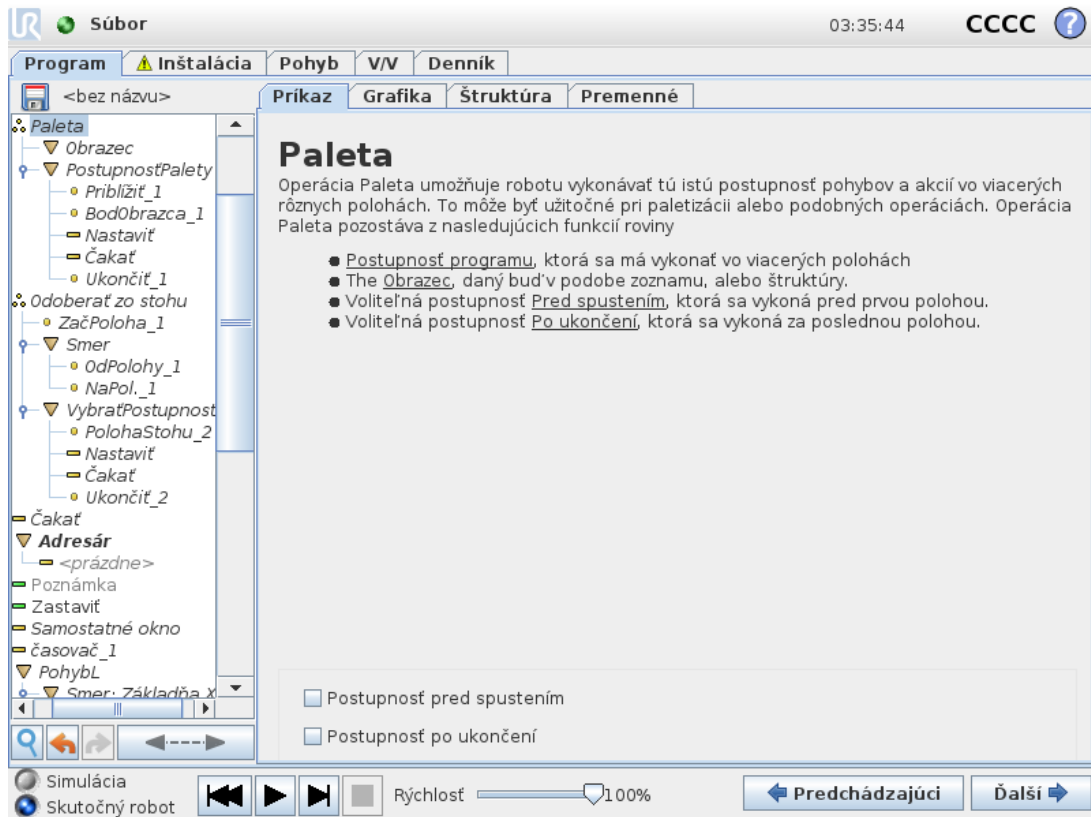 Súbor
03:35:44
CCCC
?
Program
Inštalácia
Pohyb
V/V
Denník
<bez názvu>
Príkaz
Grafika
Štruktúra
Premenné
Paleta
Obrazec
PostupnosťPalety
Priblížiť_1
BodObrazca_1
Nastaviť
Čakať
Ukončiť_1
Odoberať zo stohu
ZačPoloha_1
Smer
OdPolohy_1
NaPol._1
VybraťPostupnost
PolohaStohu_2
Nastaviť
Čakať
Ukončiť_2
Čakať
Adresár
<prázdne>
Poznámka
Zastaviť
Samostatné okno
časovač_1
PohybL
Smer: Základňa X
Paleta
Operácia Paleta umožňuje robotu vykonávať tú istú postupnosť pohybov a akcií vo viacerých
rôznych polohách. To môže byť užitočné pri paletizácii alebo podobných operáciách. Operácia
Paleta pozostáva z nasledujúcich funkcií roviny
Postupnosť programu, ktorá sa má vykonať vo viacerých polohách
The Obrazec, daný buď v podobe zoznamu, alebo štruktúry.
Voliteľná postupnosť Pred spustením, ktorá sa vykoná pred prvou polohou.
Voliteľná postupnosť Po ukončení, ktorá sa vykoná za poslednou polohou.
Postupnosť pred spustením
Postupnosť po ukončení
Simulácia
Skutočný robot
Rýchlosť
100%
Predchádzajúci
Ďalší